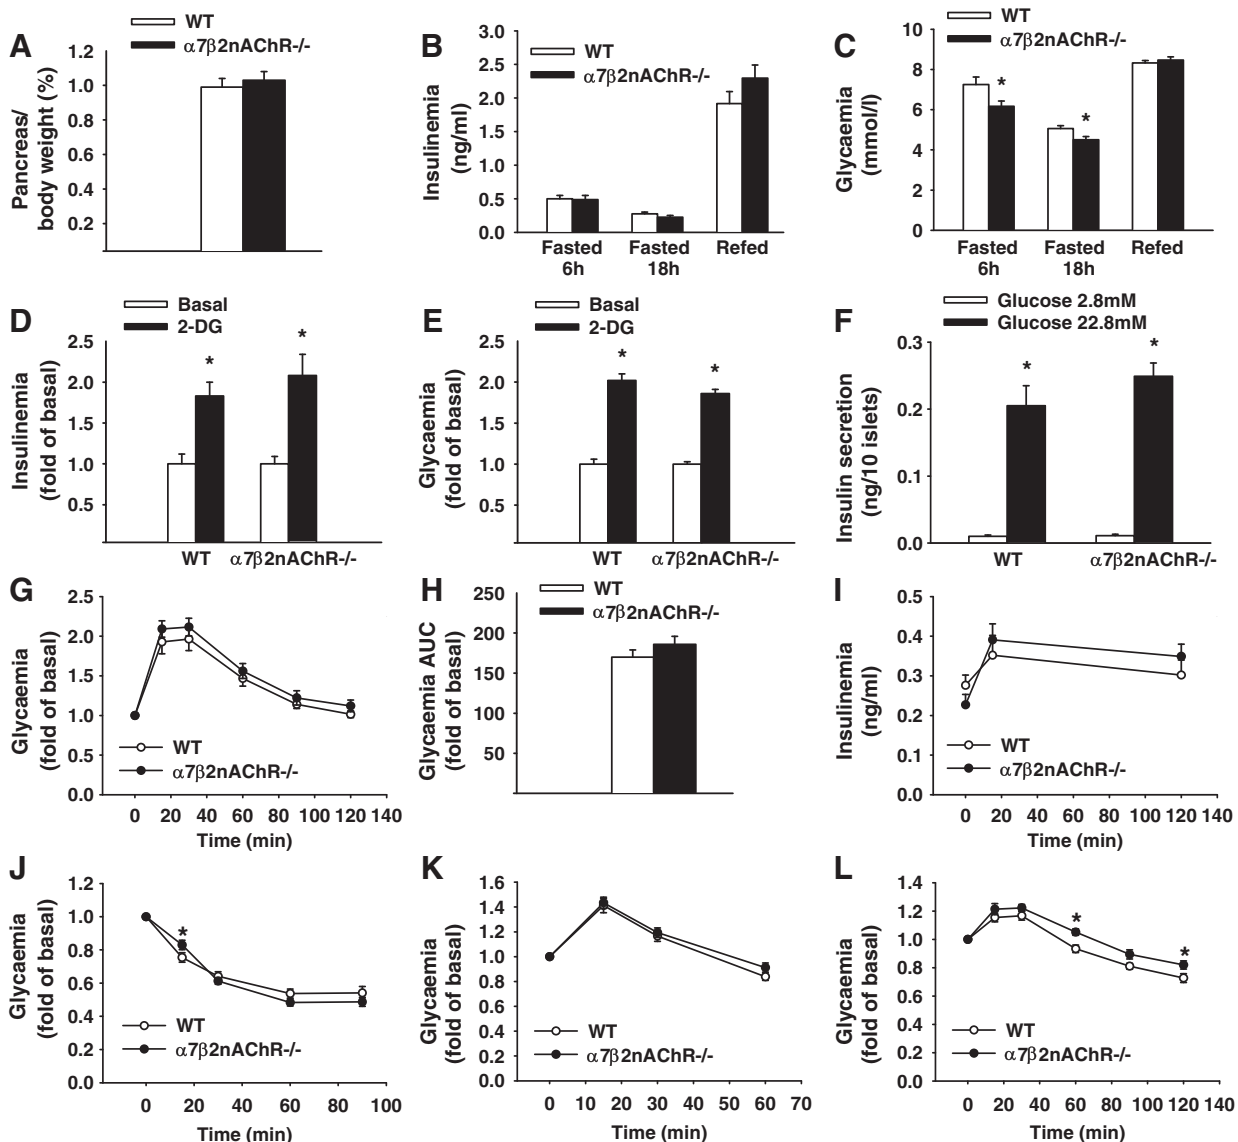 A
WT
α7β2nAChR-/-
Pancreas/
body weight (%)
1.2
1.0
0.8
0.6
0.4
0.2
B
WT
α7β2nAChR-/-
Insulinemia
(ng/ml)
3.0
2.5
2.0
1.5
1.0
0.5
0.0
Fasted
6h
Fasted
18h
Refed
C
WT
α7β2nAChR-/-
Glycaemia
(mmol/l)
10
8
6
4
2
0
*
*
Fasted
6h
Fasted
18h
Refed
D
Basal
2-DG
Insulinemia
(fold of basal)
2.5
2.0
1.5
1.0
0.5
*
*
WT
α7β2nAChR-/-
E
Basal
2-DG
Glycaemia
(fold of basal)
2.5
2.0
1.5
1.0
0.5
*
*
WT
α7β2nAChR-/-
F
Glucose 2.8mM
Glucose 22.8mM
Insulin secretion
(ng/10 islets)
0.3
0.2
0.1
0.0
*
*
WT
α7β2nAChR-/-
G
Glycaemia
(fold of basal)
2.5
2.0
1.5
1.0
0.5
0.0
WT
α7β2nAChR-/-
0 20 40 60 80 100 120 140
Time (min)
H
WT
α7β2nAChR-/-
Glycaemia AUC
(fold of basal)
250
200
150
100
50
I
Insulinemia
(ng/ml)
0.5
0.4
0.3
0.2
0.1
0.0
WT
α7β2nAChR-/-
0 20 40 60 80 100 120 140
Time (min)
J
Glycaemia
(fold of basal)
1.2
1.0
0.8
0.6
0.4
0.2
0.0
*
WT
α7β2nAChR-/-
0 20 40 60 80 100
Time (min)
K
Glycaemia
(fold of basal)
1.6
1.4
1.2
1.0
0.8
0.6
0.4
0.2
0.0
WT
α7β2nAChR-/-
0 10 20 30 40 50 60 70
Time (min)
L
Glycaemia
(fold of basal)
1.4
1.2
1.0
0.8
0.6
0.4
0.2
0.0
*
*
WT
α7β2nAChR-/-
0 20 40 60 80 100 120 140
Time (min)